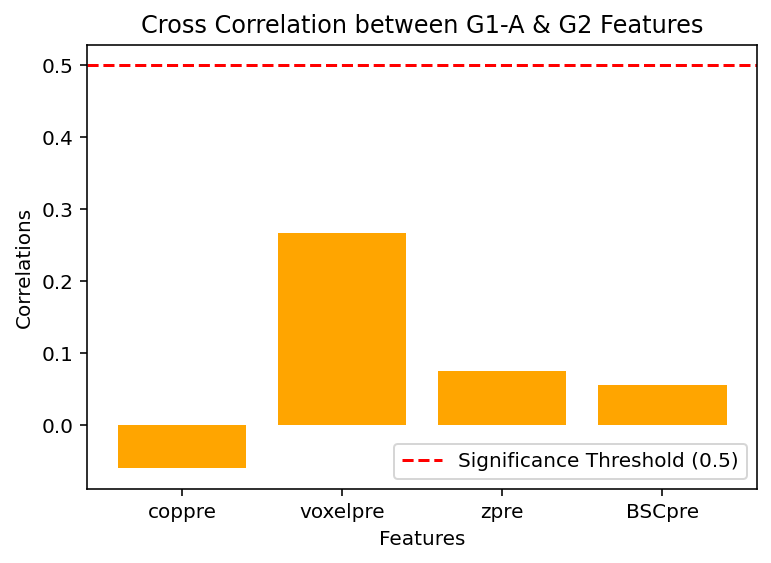 Cross Correlation between G1-A & G2 Features
Correlations
0.5
0.4
0.3
0.2
0.1
0.0
Significance Threshold (0.5)
coppre voxelpre zpre BSCpre
Features